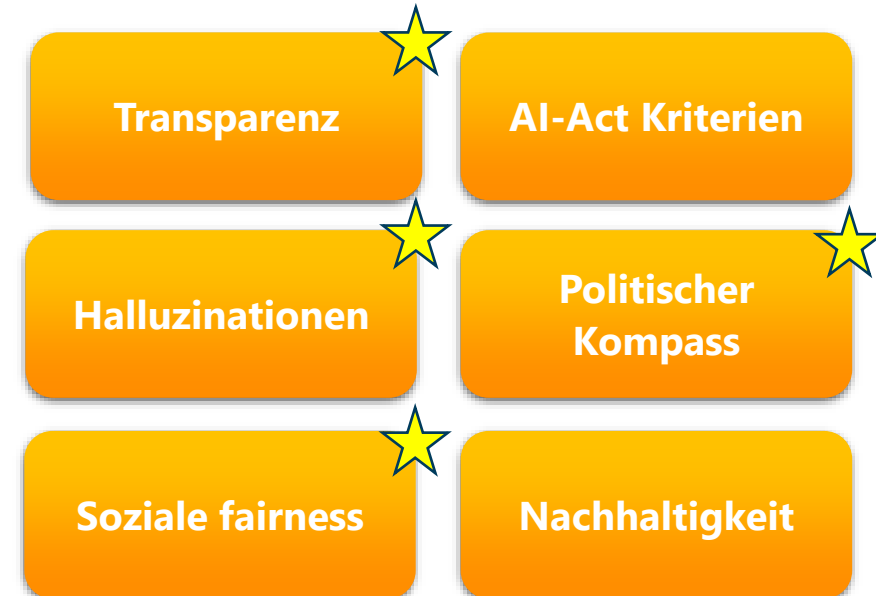 Transparenz
AI-Act Kriterien
Halluzinationen
Politischer
Kompass
Soziale fairness
Nachhaltigkeit